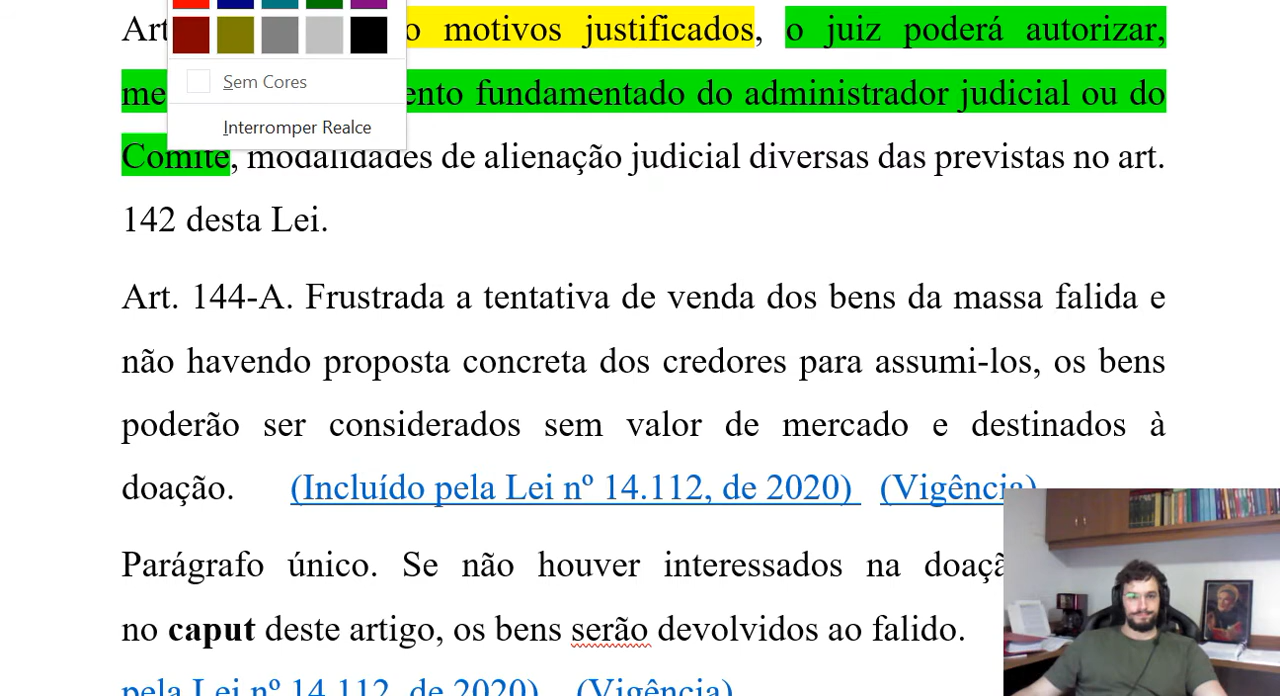 Art o motivos justificados, o juiz poderá autorizar,
me ento fundamentado do administrador judicial ou do
Comitê, modalidades de alienação judicial diversas das previstas no art.
142 desta Lei.
Sem Cores
Interromper Realce
Art. 144-A. Frustrada a tentativa de venda dos bens da massa falida e
não havendo proposta concreta dos credores para assumi-los, os bens
poderão ser considerados sem valor de mercado e destinados à
doação. (Incluído pela Lei nº 14.112, de 2020) (Vigência)
Parágrafo único. Se não houver interessados na doaçã
no caput deste artigo, os bens serão devolvidos ao falido.
pela Lei nº 14.112, de 2020) (Vigência)